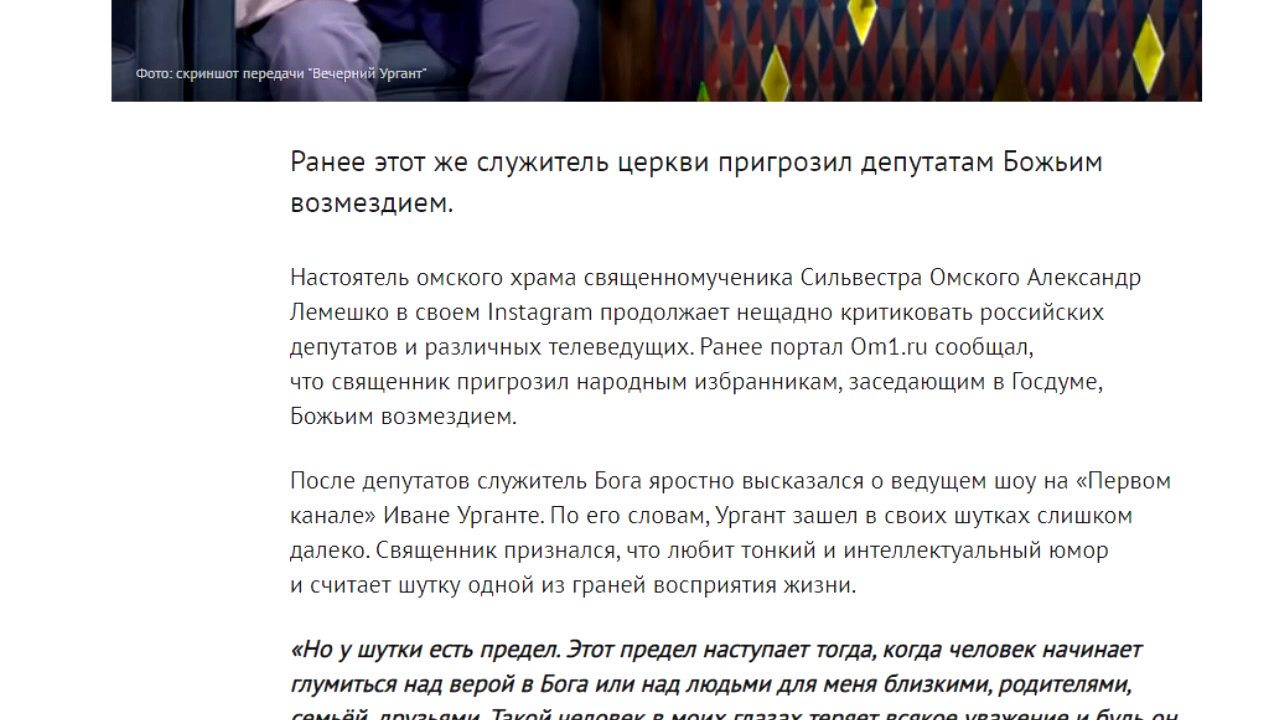 Фото: скриншот передачи "Вечерний Ургант"
Ранее этот же служитель церкви пригрозил депутатам Божьим
возмездием.
Настоятель омского храма священномученика Сильвестра Омского Александр
Лемешко в своем Instagram продолжает нещадно критиковать российских
депутатов и различных телеведущих. Ранее портал Om1.ru сообщал,
что священник пригрозил народным избранникам, заседающим в Госдуме,
Божьим возмездием.
После депутатов служитель Бога яростно высказался о ведущем шоу на «Первом
канале» Иване Урганте. По его словам, Ургант зашел в своих шутках слишком
далеко. Священник признался, что любит тонкий и интеллектуальный юмор
и считает шутку одной из граней восприятия жизни.
«Но у шутки есть предел. Этот предел наступает тогда, когда человек начинает
глумиться над верой в Бога или над людьми для меня близкими, родителями,
семьёй, друзьями. Такой человек в моих глазах теряет всякое уважение и будь он